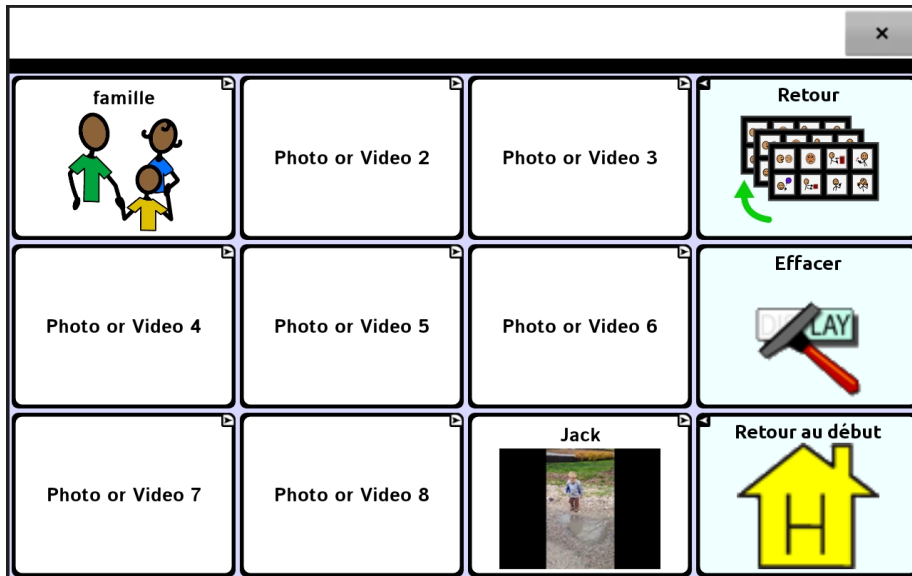 famille
Photo or Video 2
Photo or Video 3
Retour
Photo or Video 4
Photo or Video 5
Photo or Video 6
Effacer
DISPLAY
Photo or Video 7
Photo or Video 8
Jack
Retour au début
H